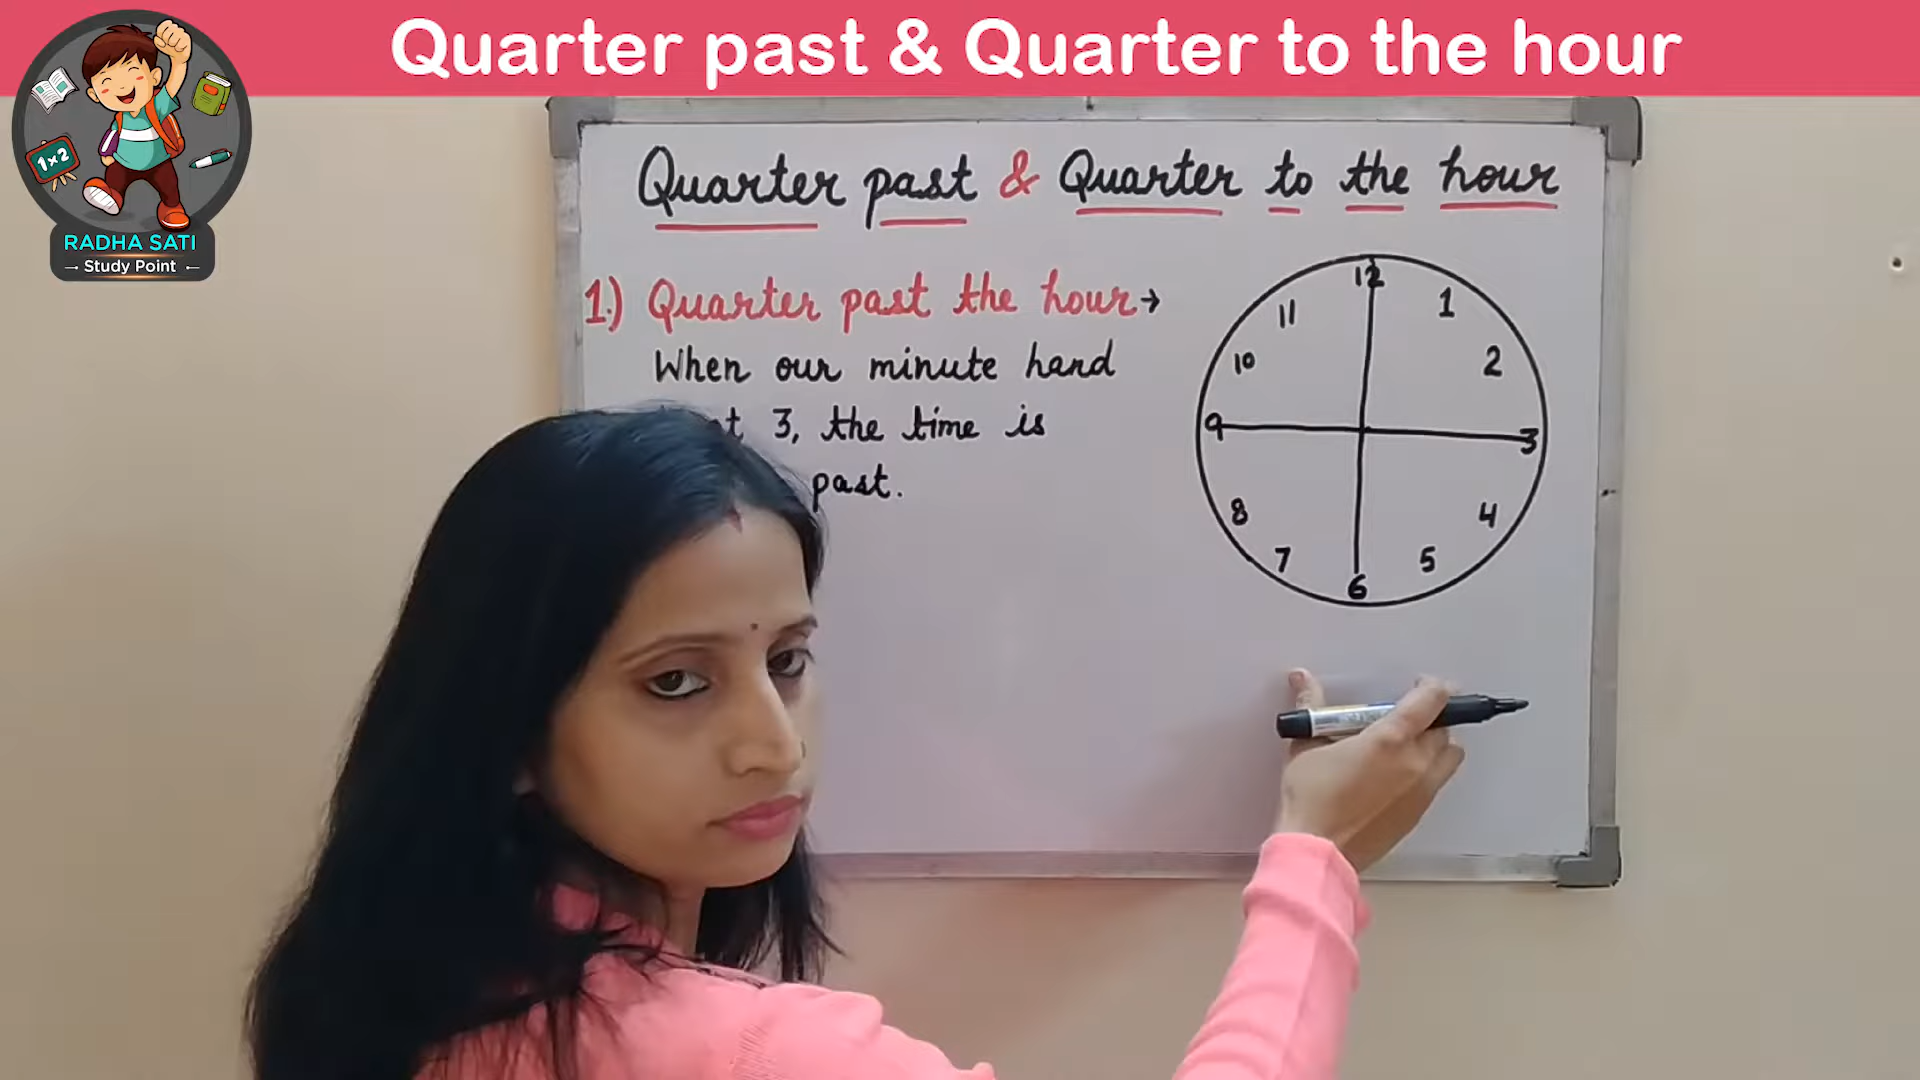 Quarter past & Quarter to the hour
RADHA SATI
Study Point
1×2
Quarter past & Quarter to the hour
1.) Quarter past the hour→
When our minute hand
3, the time is
past.
12
11
1
10
2
9
3
8
4
7
5
6